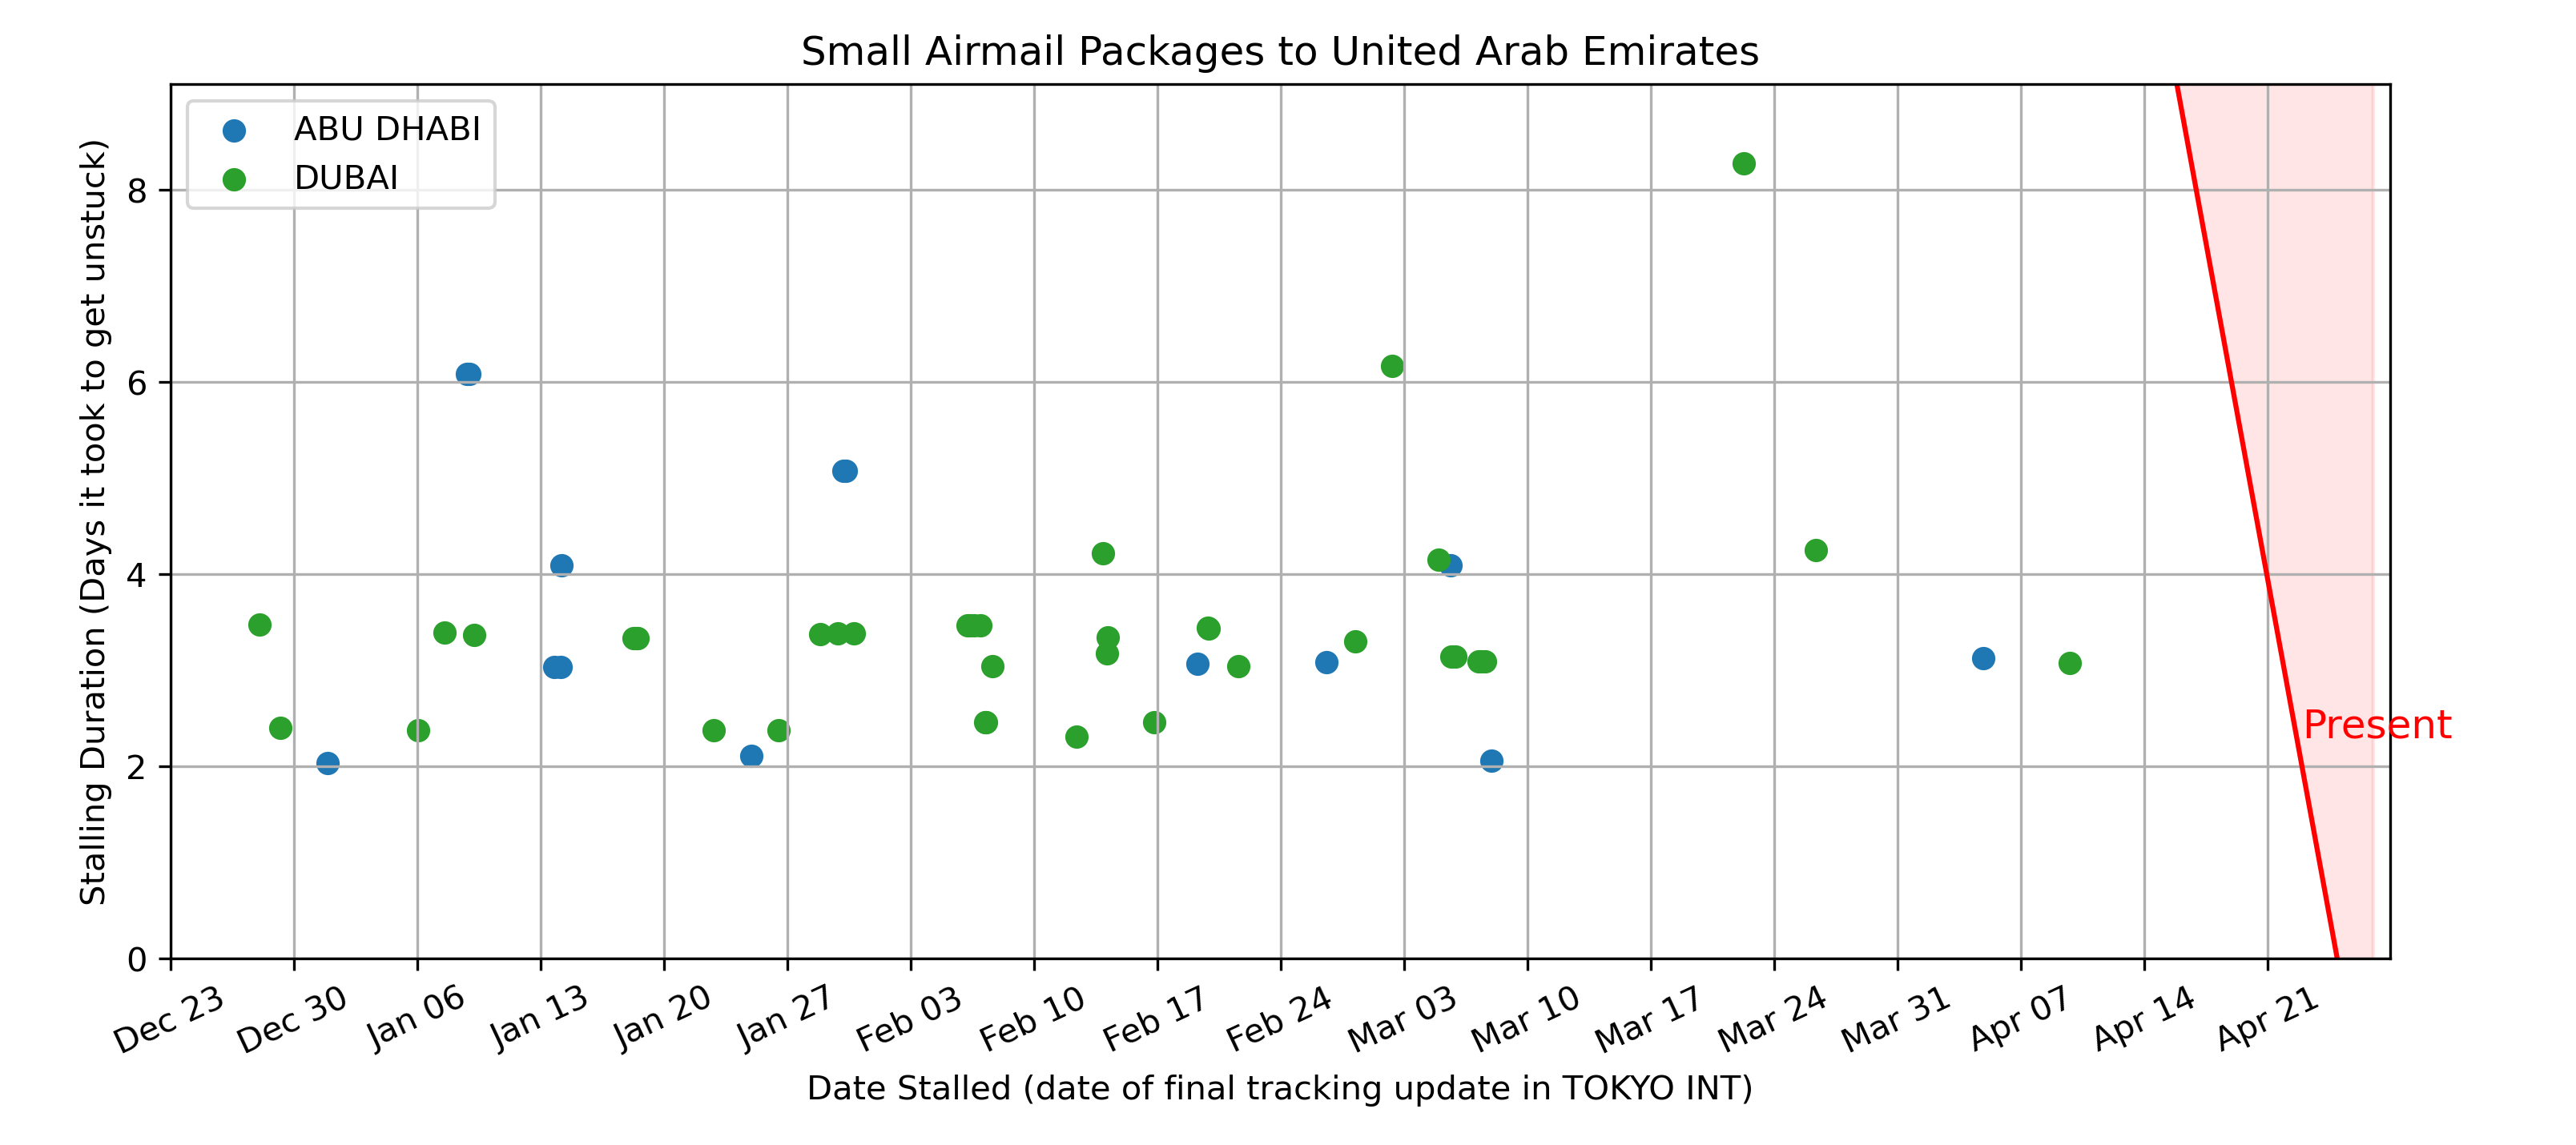 Small Airmail Packages to United Arab Emirates
ABU DHABI
DUBAI
Stalling Duration (Days it took to get unstuck)
8
6
4
2
0
Present
Dec 23
Dec 30
Jan 06
Jan 13
Jan 20
Jan 27
Feb 03
Feb 10
Feb 17
Feb 24
Mar 03
Mar 10
Mar 17
Mar 24
Mar 31
Apr 07
Apr 14
Apr 21
Date Stalled (date of final tracking update in TOKYO INT)